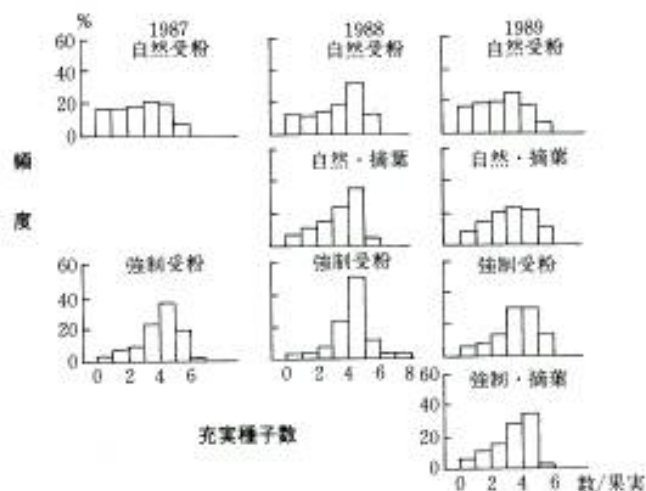 % 1987 1988 1989
自然受粉 自然受粉 自然受粉
60
40
20
0
自然・摘葉 自然・摘葉
頻
度
強制受粉 強制受粉 強制受粉
60
40
20
0
0 2 4 6 0 2 4 6 8
強制・摘葉
60
40
20
0
充実種子数
0 2 4 6 数/果実